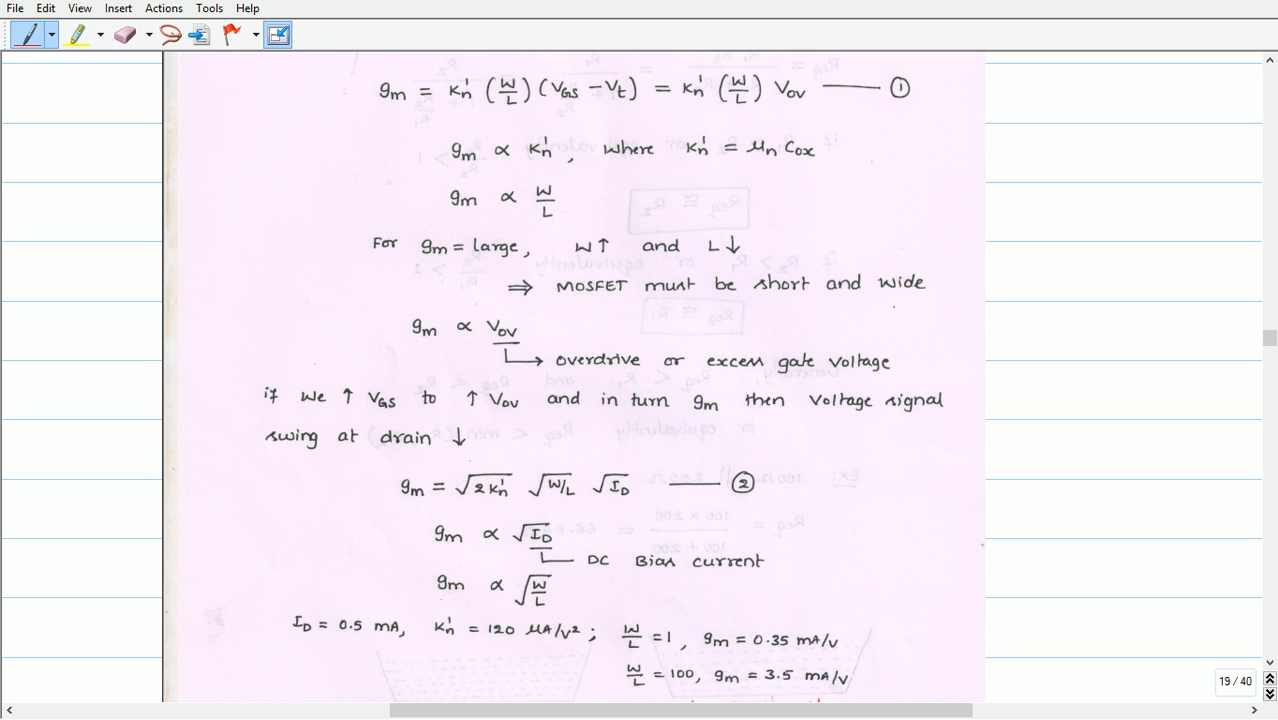 File Edit View Insert Actions Tools Help
gm = Kn' (W/L) (VGS - Vt) = Kn' (W/L) VOV ——— ①
gm ∝ Kn', where Kn' = μn Cox
gm ∝ W/L
For gm = large, W↑ and L↓
⇒ MOSFET must be short and wide
gm ∝ VOV
↳ overdrive or excess gate voltage
if we ↑ VGS to ↑ VOV and in turn gm then voltage signal
swing at drain ↓
gm = √2Kn' √W/L √ID ——— ②
gm ∝ √ID
DC Bias current
gm ∝ √W/L
ID = 0.5 mA, Kn' = 120 μA/V²; W/L = 1, gm = 0.35 mA/V
W/L = 100, gm = 3.5 mA/V
19 / 40